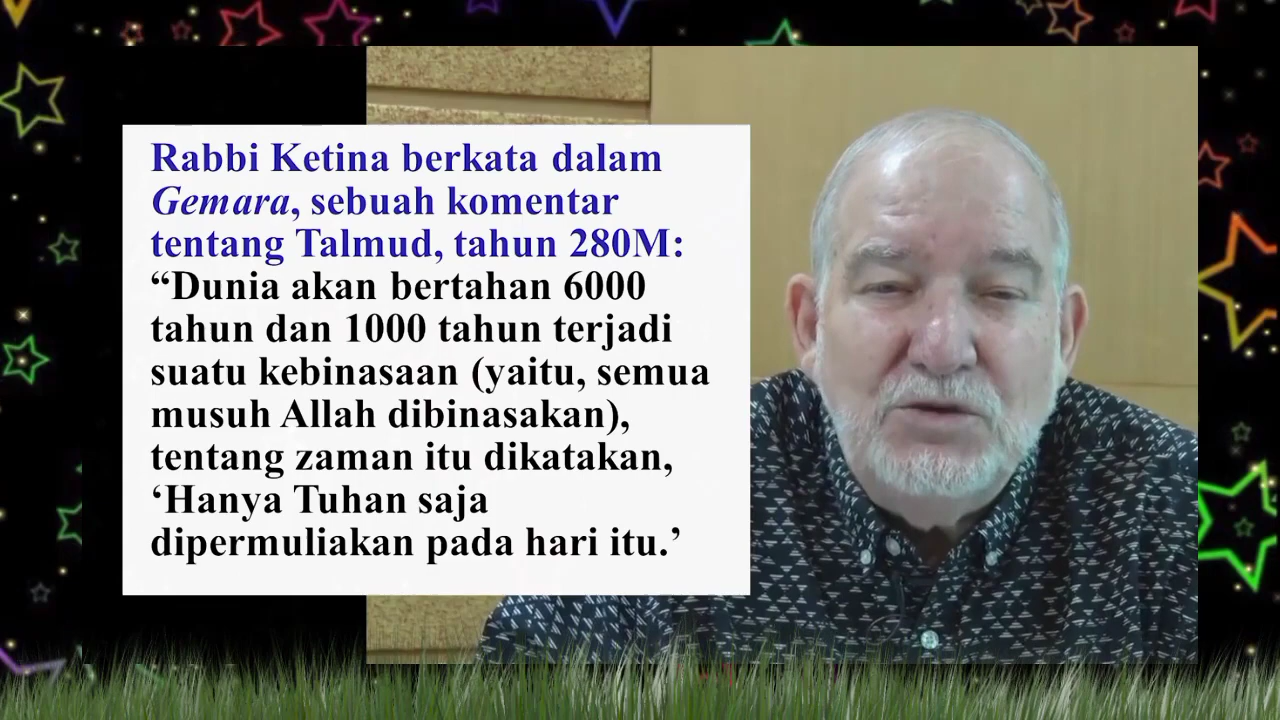 Rabbi Ketina berkata dalam
Gemara, sebuah komentar
tentang Talmud, tahun 280M:
“Dunia akan bertahan 6000
tahun dan 1000 tahun terjadi
suatu kebinasaan (yaitu, semua
musuh Allah dibinasakan),
tentang zaman itu dikatakan,
‘Hanya Tuhan saja
dipermuliakan pada hari itu.’